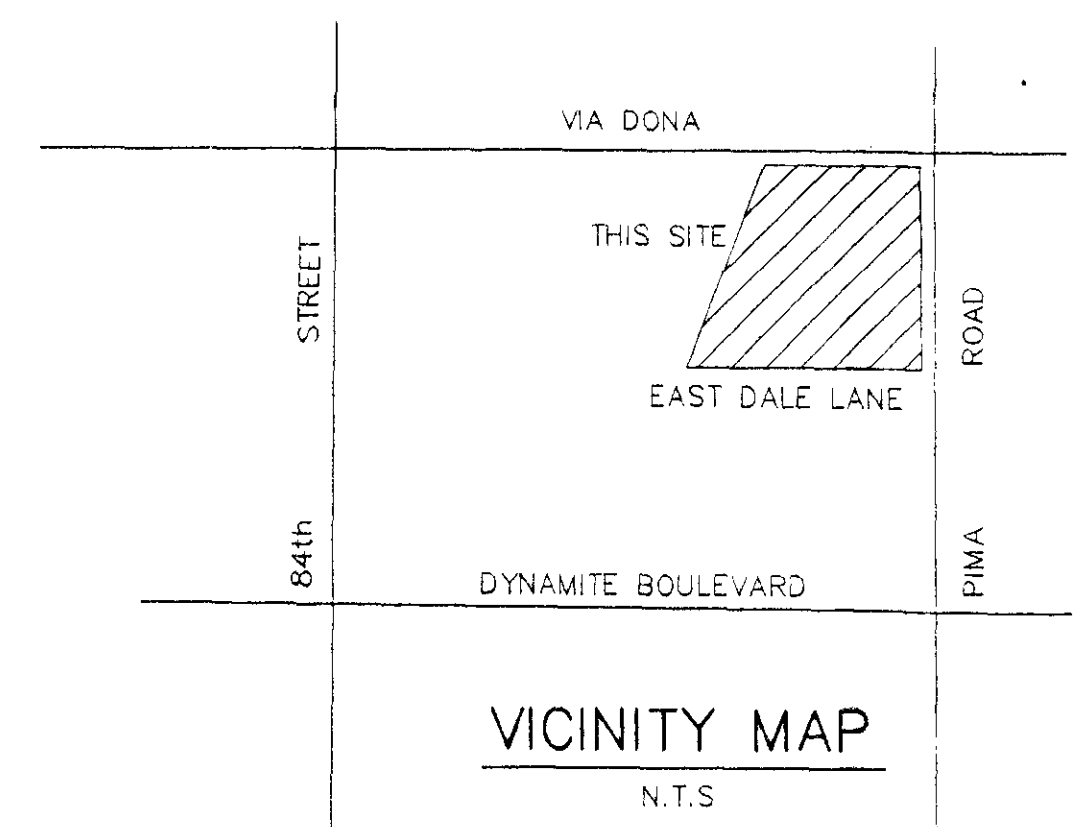 VIA DONA
THIS SITE
84th STREET
PIMA ROAD
EAST DALE LANE
DYNAMITE BOULEVARD
VICINITY MAP
N.T.S